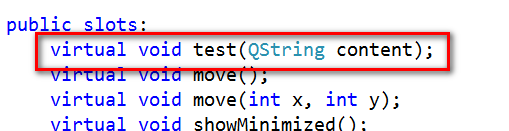 public slots:
virtual void test(QString content);
virtual void move();
virtual void move(int x, int y);
virtual void showMinimized();